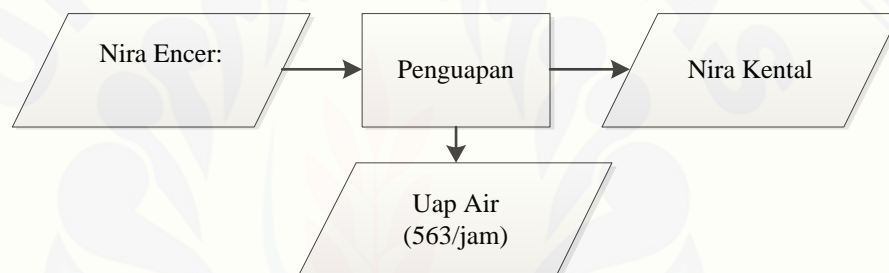 Nira Encer:
Penguapan
Nira Kental
Uap Air
(563/jam)